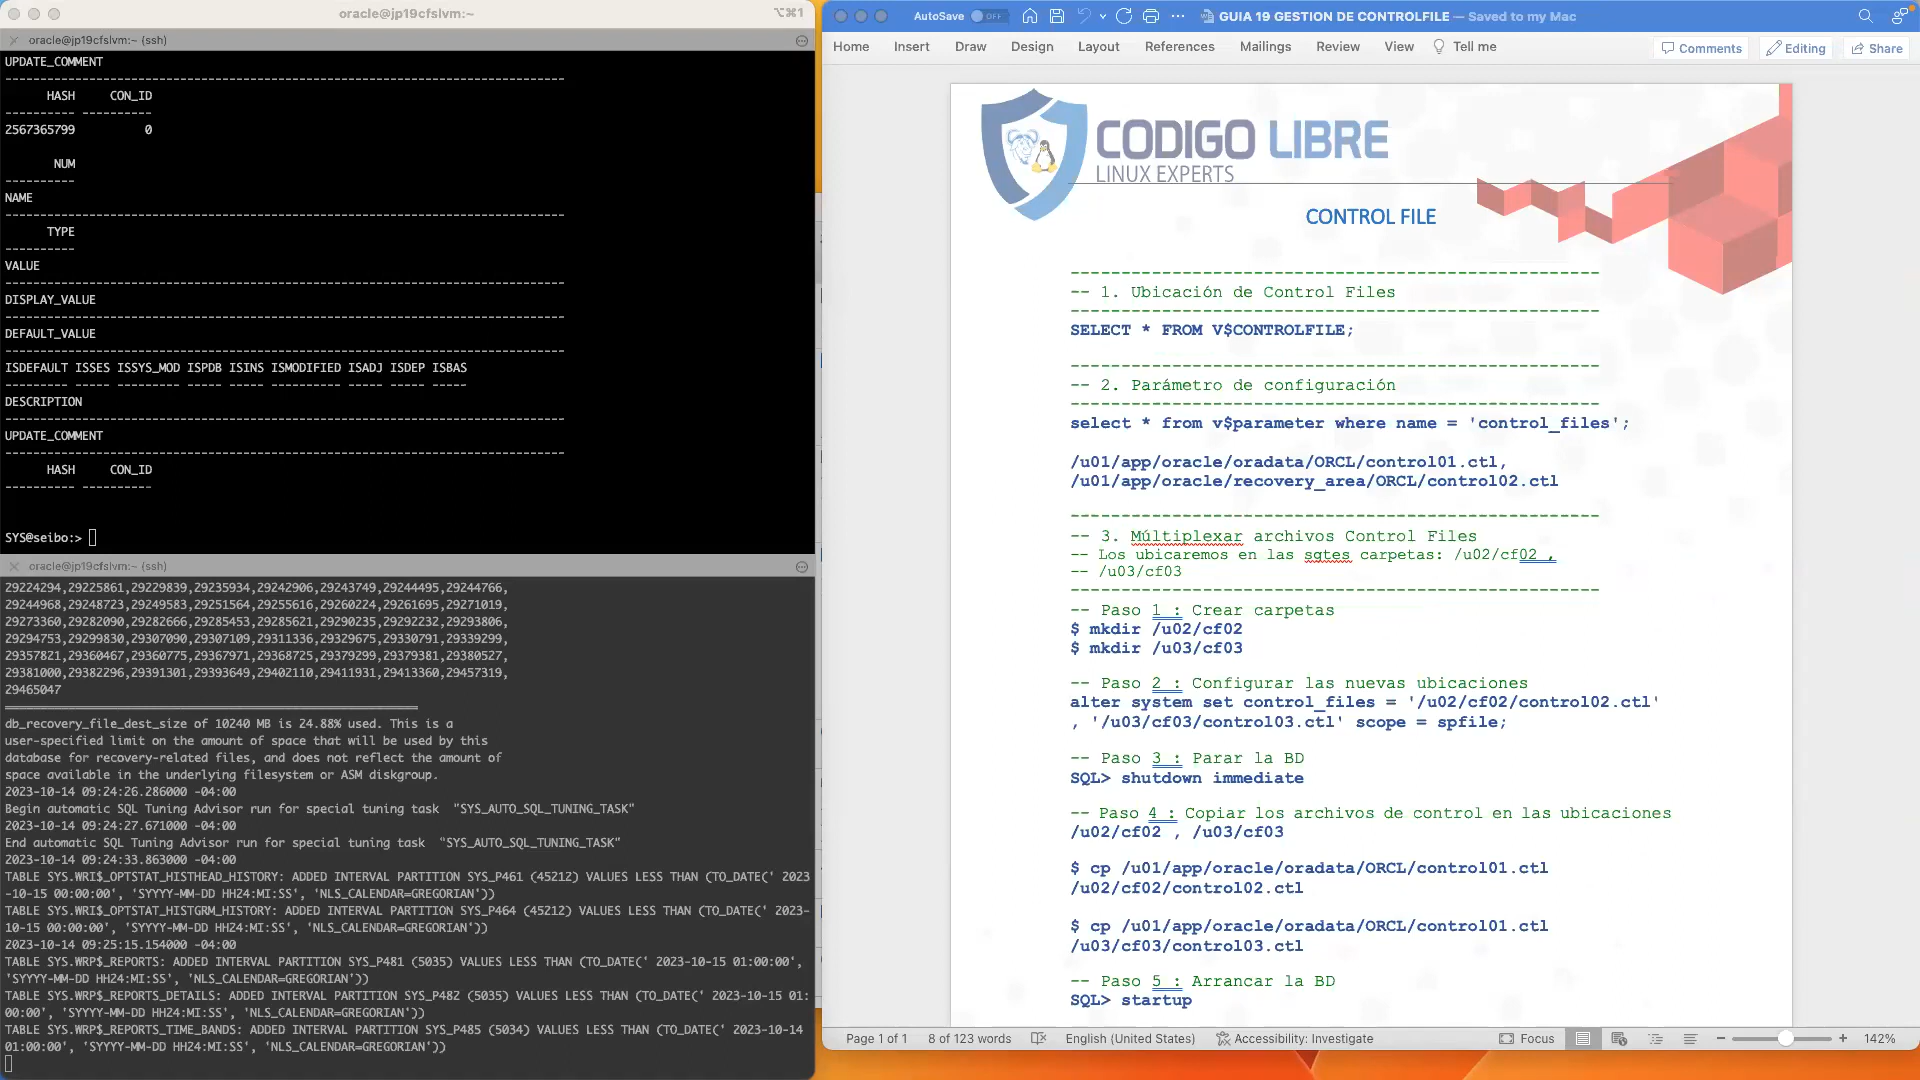 oracle@jp19cfslvm:~
⌥⌘1
oracle@jp19cfslvm:~ (ssh)
UPDATE_COMMENT
--------------------------------------------------------------------------------
HASH     CON_ID
---------- ----------
2567365799          0
NUM
----------
NAME
--------------------------------------------------------------------------------
TYPE
----------
VALUE
--------------------------------------------------------------------------------
DISPLAY_VALUE
--------------------------------------------------------------------------------
DEFAULT_VALUE
--------------------------------------------------------------------------------
ISDEFAULT ISSES ISSYS_MOD ISPDB ISINS ISMODIFIED ISADJ ISDEP ISBAS
--------- ----- --------- ----- ----- ---------- ----- ----- -----
DESCRIPTION
--------------------------------------------------------------------------------
UPDATE_COMMENT
--------------------------------------------------------------------------------
HASH     CON_ID
---------- ----------
SYS@seibo:>
oracle@jp19cfslvm:~ (ssh)
29224294,29225861,29229839,29235934,29242906,29243749,29244495,29244766,
29244968,29248723,29249583,29251564,29255616,29260224,29261695,29271019,
29273360,29282090,29282666,29285453,29285621,29290235,29292232,29293806,
29294753,29299830,29307090,29307109,29311336,29329675,29330791,29339299,
29357821,29360467,29360775,29367971,29368725,29379299,29379381,29380527,
29381000,29382296,29391301,29393649,29402110,29411931,29413360,29457319,
29465047
===========================================================
db_recovery_file_dest_size of 10240 MB is 24.88% used. This is a
user-specified limit on the amount of space that will be used by this
database for recovery-related files, and does not reflect the amount of
space available in the underlying filesystem or ASM diskgroup.
2023-10-14 09:24:26.286000 -04:00
Begin automatic SQL Tuning Advisor run for special tuning task  "SYS_AUTO_SQL_TUNING_TASK"
2023-10-14 09:24:27.671000 -04:00
End automatic SQL Tuning Advisor run for special tuning task  "SYS_AUTO_SQL_TUNING_TASK"
2023-10-14 09:24:33.863000 -04:00
TABLE SYS.WRI$_OPTSTAT_HISTHEAD_HISTORY: ADDED INTERVAL PARTITION SYS_P461 (45212) VALUES LESS THAN (TO_DATE(' 2023
-10-15 00:00:00', 'SYYYY-MM-DD HH24:MI:SS', 'NLS_CALENDAR=GREGORIAN'))
TABLE SYS.WRI$_OPTSTAT_HISTGRM_HISTORY: ADDED INTERVAL PARTITION SYS_P464 (45212) VALUES LESS THAN (TO_DATE(' 2023-
10-15 00:00:00', 'SYYYY-MM-DD HH24:MI:SS', 'NLS_CALENDAR=GREGORIAN'))
2023-10-14 09:25:15.154000 -04:00
TABLE SYS.WRP$_REPORTS: ADDED INTERVAL PARTITION SYS_P481 (5035) VALUES LESS THAN (TO_DATE(' 2023-10-15 01:00:00',
'SYYYY-MM-DD HH24:MI:SS', 'NLS_CALENDAR=GREGORIAN'))
TABLE SYS.WRP$_REPORTS_DETAILS: ADDED INTERVAL PARTITION SYS_P482 (5035) VALUES LESS THAN (TO_DATE(' 2023-10-15 01:
00:00', 'SYYYY-MM-DD HH24:MI:SS', 'NLS_CALENDAR=GREGORIAN'))
TABLE SYS.WRP$_REPORTS_TIME_BANDS: ADDED INTERVAL PARTITION SYS_P485 (5034) VALUES LESS THAN (TO_DATE(' 2023-10-14
01:00:00', 'SYYYY-MM-DD HH24:MI:SS', 'NLS_CALENDAR=GREGORIAN'))
AutoSave OFF
GUIA 19 GESTION DE CONTROLFILE — Saved to my Mac
Home Insert Draw Design Layout References Mailings Review View Tell me
Comments Editing Share
CODIGO LIBRE
LINUX EXPERTS
CONTROL FILE
----------------------------------------------------
-- 1. Ubicación de Control Files
----------------------------------------------------
SELECT * FROM V$CONTROLFILE;
----------------------------------------------------
-- 2. Parámetro de configuración
----------------------------------------------------
select * from v$parameter where name = 'control_files';
/u01/app/oracle/oradata/ORCL/control01.ctl,
/u01/app/oracle/recovery_area/ORCL/control02.ctl
----------------------------------------------------
-- 3. Múltiplexar archivos Control Files
-- Los ubicaremos en las sgtes carpetas: /u02/cf02 ,
-- /u03/cf03
----------------------------------------------------
-- Paso 1 : Crear carpetas
$ mkdir /u02/cf02
$ mkdir /u03/cf03
-- Paso 2 : Configurar las nuevas ubicaciones
alter system set control_files = '/u02/cf02/control02.ctl'
, '/u03/cf03/control03.ctl' scope = spfile;
-- Paso 3 : Parar la BD
SQL> shutdown immediate
-- Paso 4 : Copiar los archivos de control en las ubicaciones
/u02/cf02 , /u03/cf03
$ cp /u01/app/oracle/oradata/ORCL/control01.ctl
/u02/cf02/control02.ctl
$ cp /u01/app/oracle/oradata/ORCL/control01.ctl
/u03/cf03/control03.ctl
-- Paso 5 : Arrancar la BD
SQL> startup
Page 1 of 1 8 of 123 words English (United States) Accessibility: Investigate Focus 142%